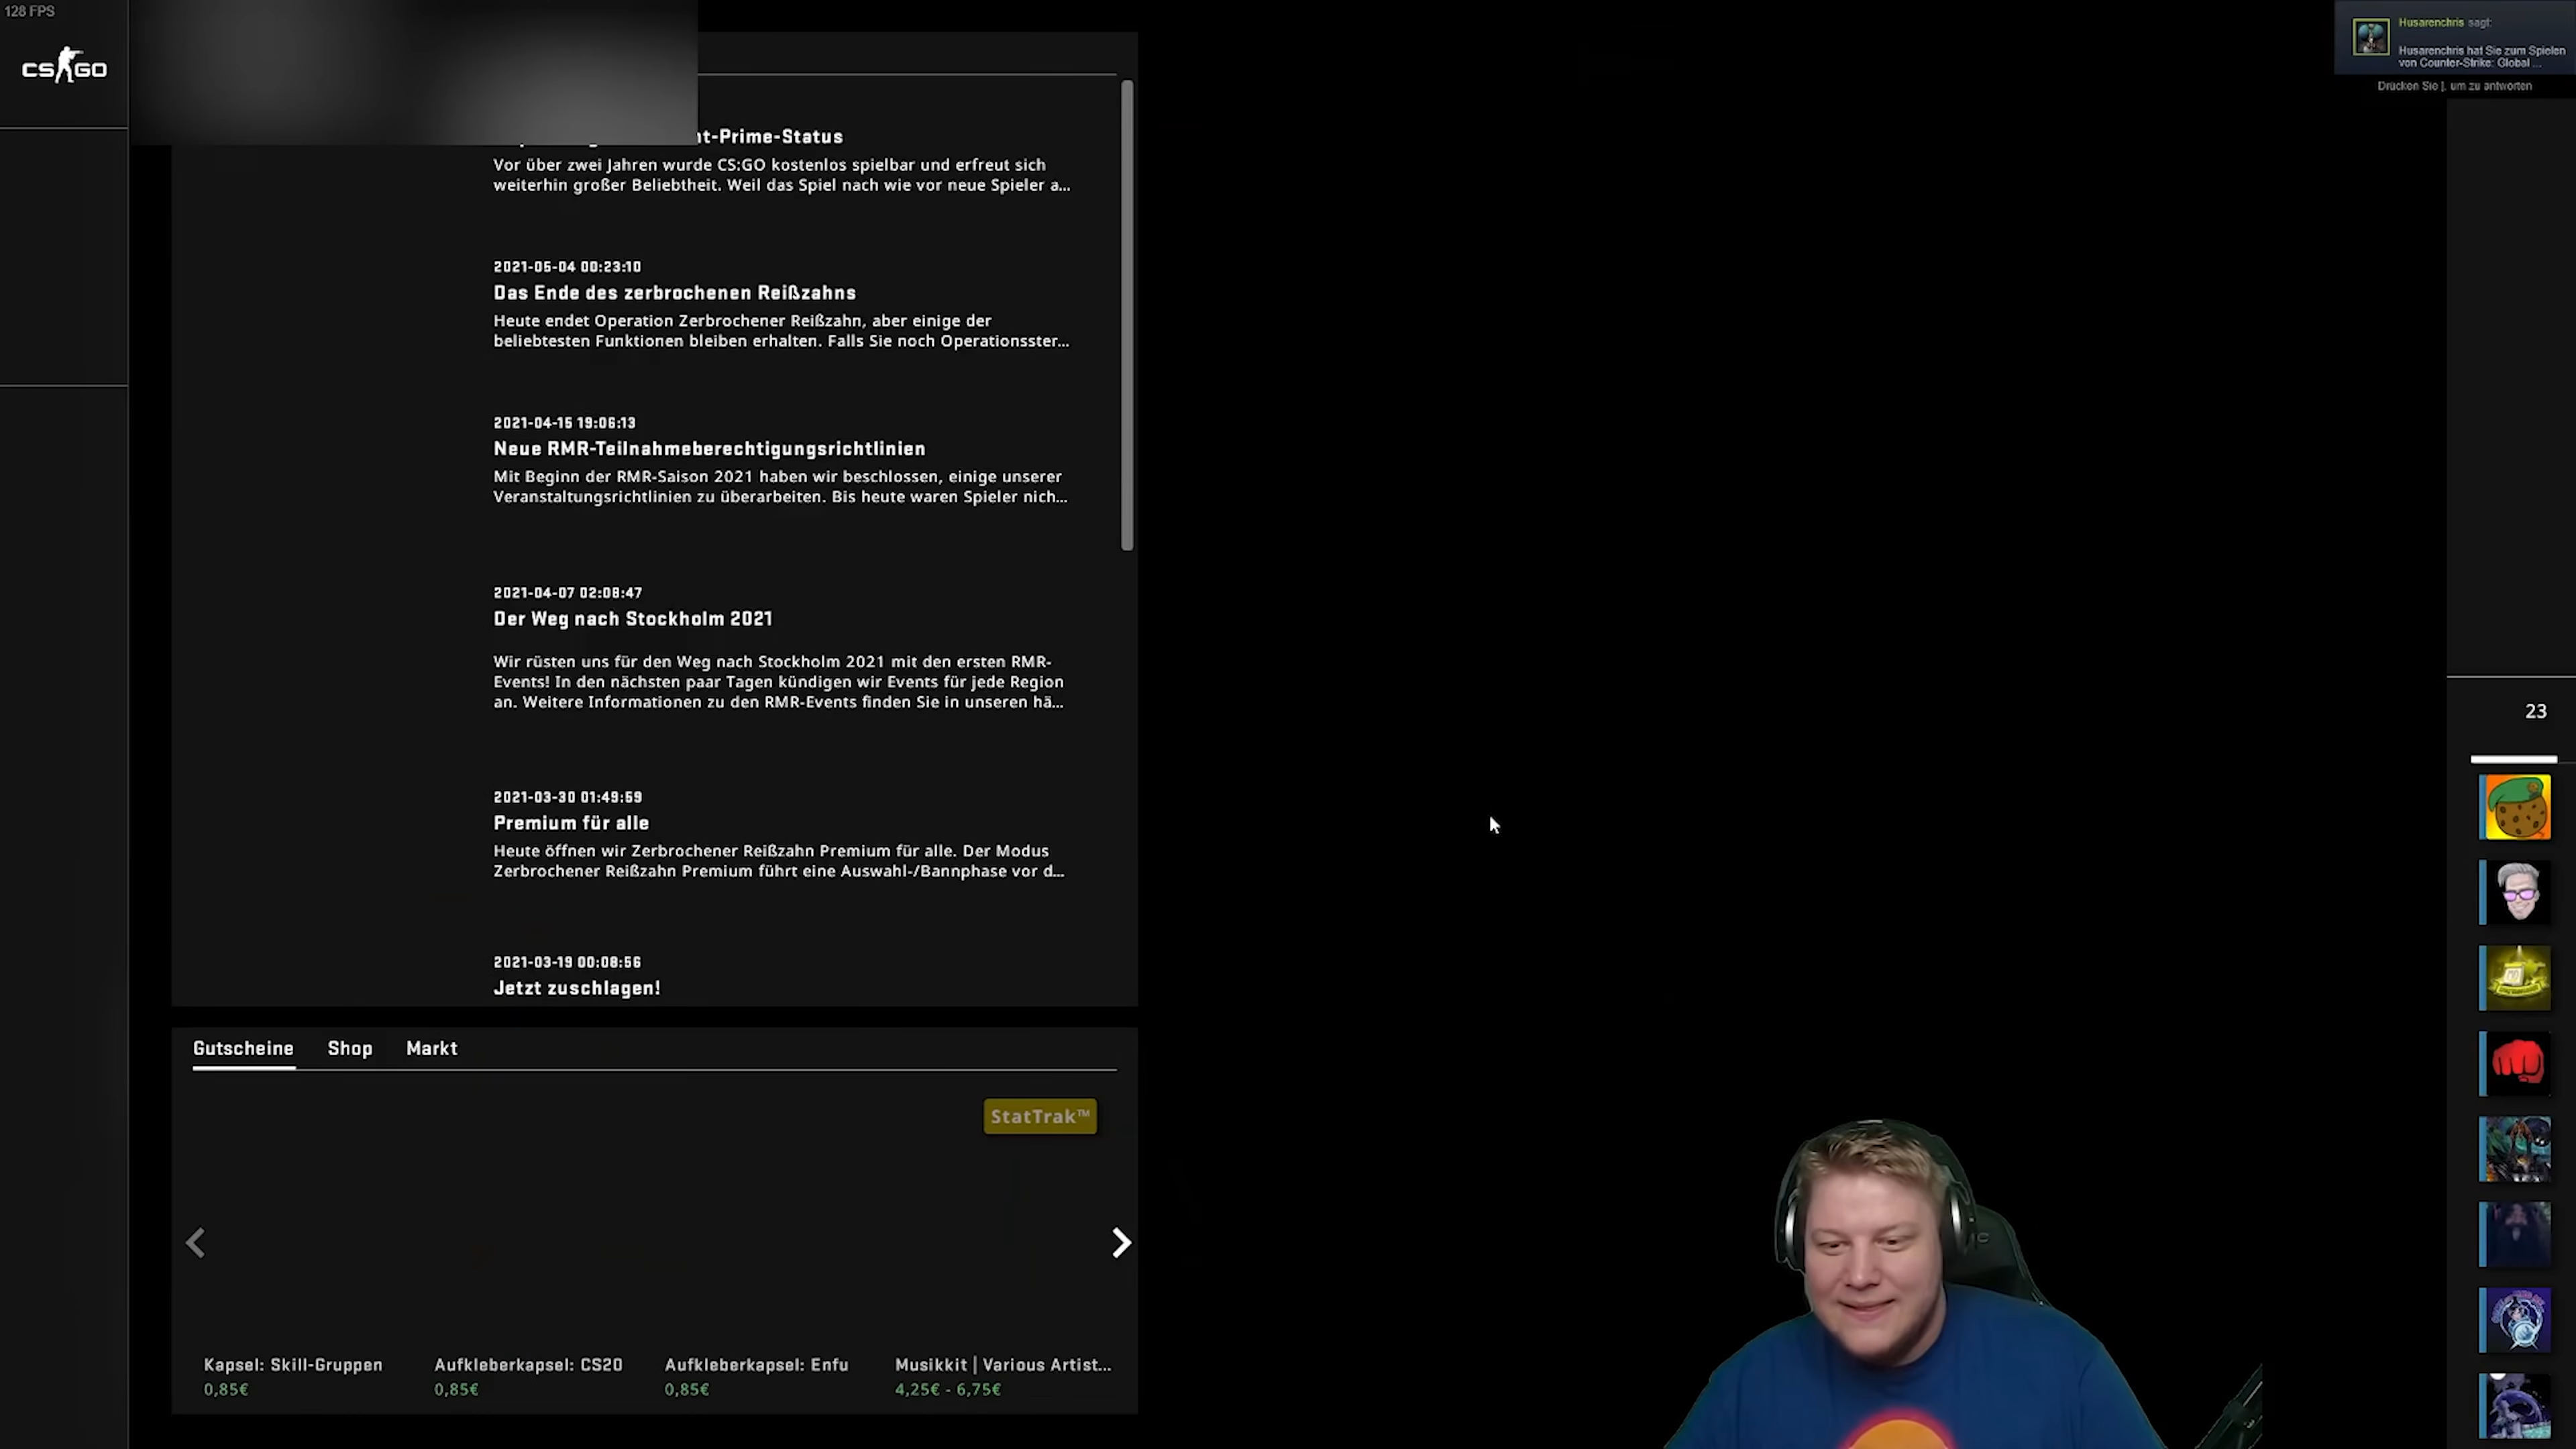 128 FPS
CS GO
Husarenchris sagt:
Husarenchris hat Sie zum Spielen
von Counter-Strike: Global ...
Drücken Sie ], um zu antworten
nt-Prime-Status
Vor über zwei Jahren wurde CS:GO kostenlos spielbar und erfreut sich
weiterhin großer Beliebtheit. Weil das Spiel nach wie vor neue Spieler a...
2021-05-04 00:23:10
Das Ende des zerbrochenen Reißzahns
Heute endet Operation Zerbrochener Reißzahn, aber einige der
beliebtesten Funktionen bleiben erhalten. Falls Sie noch Operationsster...
2021-04-15 19:06:13
Neue RMR-Teilnahmeberechtigungsrichtlinien
Mit Beginn der RMR-Saison 2021 haben wir beschlossen, einige unserer
Veranstaltungsrichtlinien zu überarbeiten. Bis heute waren Spieler nich...
2021-04-07 02:08:47
Der Weg nach Stockholm 2021
Wir rüsten uns für den Weg nach Stockholm 2021 mit den ersten RMR-
Events! In den nächsten paar Tagen kündigen wir Events für jede Region
an. Weitere Informationen zu den RMR-Events finden Sie in unseren hä...
23
2021-03-30 01:49:59
Premium für alle
Heute öffnen wir Zerbrochener Reißzahn Premium für alle. Der Modus
Zerbrochener Reißzahn Premium führt eine Auswahl-/Bannphase vor d...
2021-03-19 00:08:56
Jetzt zuschlagen!
Gutscheine Shop Markt
StatTrak™
Kapsel: Skill-Gruppen Aufkleberkapsel: CS20 Aufkleberkapsel: Enfu Musikkit | Various Artist...
0,85€ 0,85€ 0,85€ 4,25€ - 6,75€